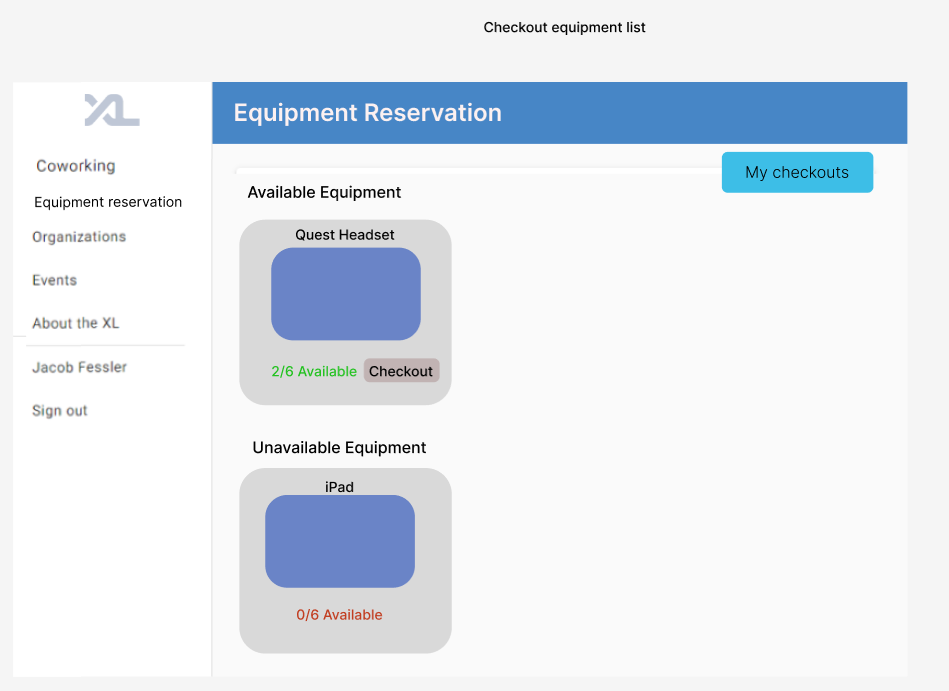 Checkout equipment list
XL
Equipment Reservation
Coworking
Equipment reservation
Organizations
Events
About the XL
Jacob Fessler
Sign out
My checkouts
Available Equipment
Quest Headset
2/6 Available
Checkout
Unavailable Equipment
iPad
0/6 Available